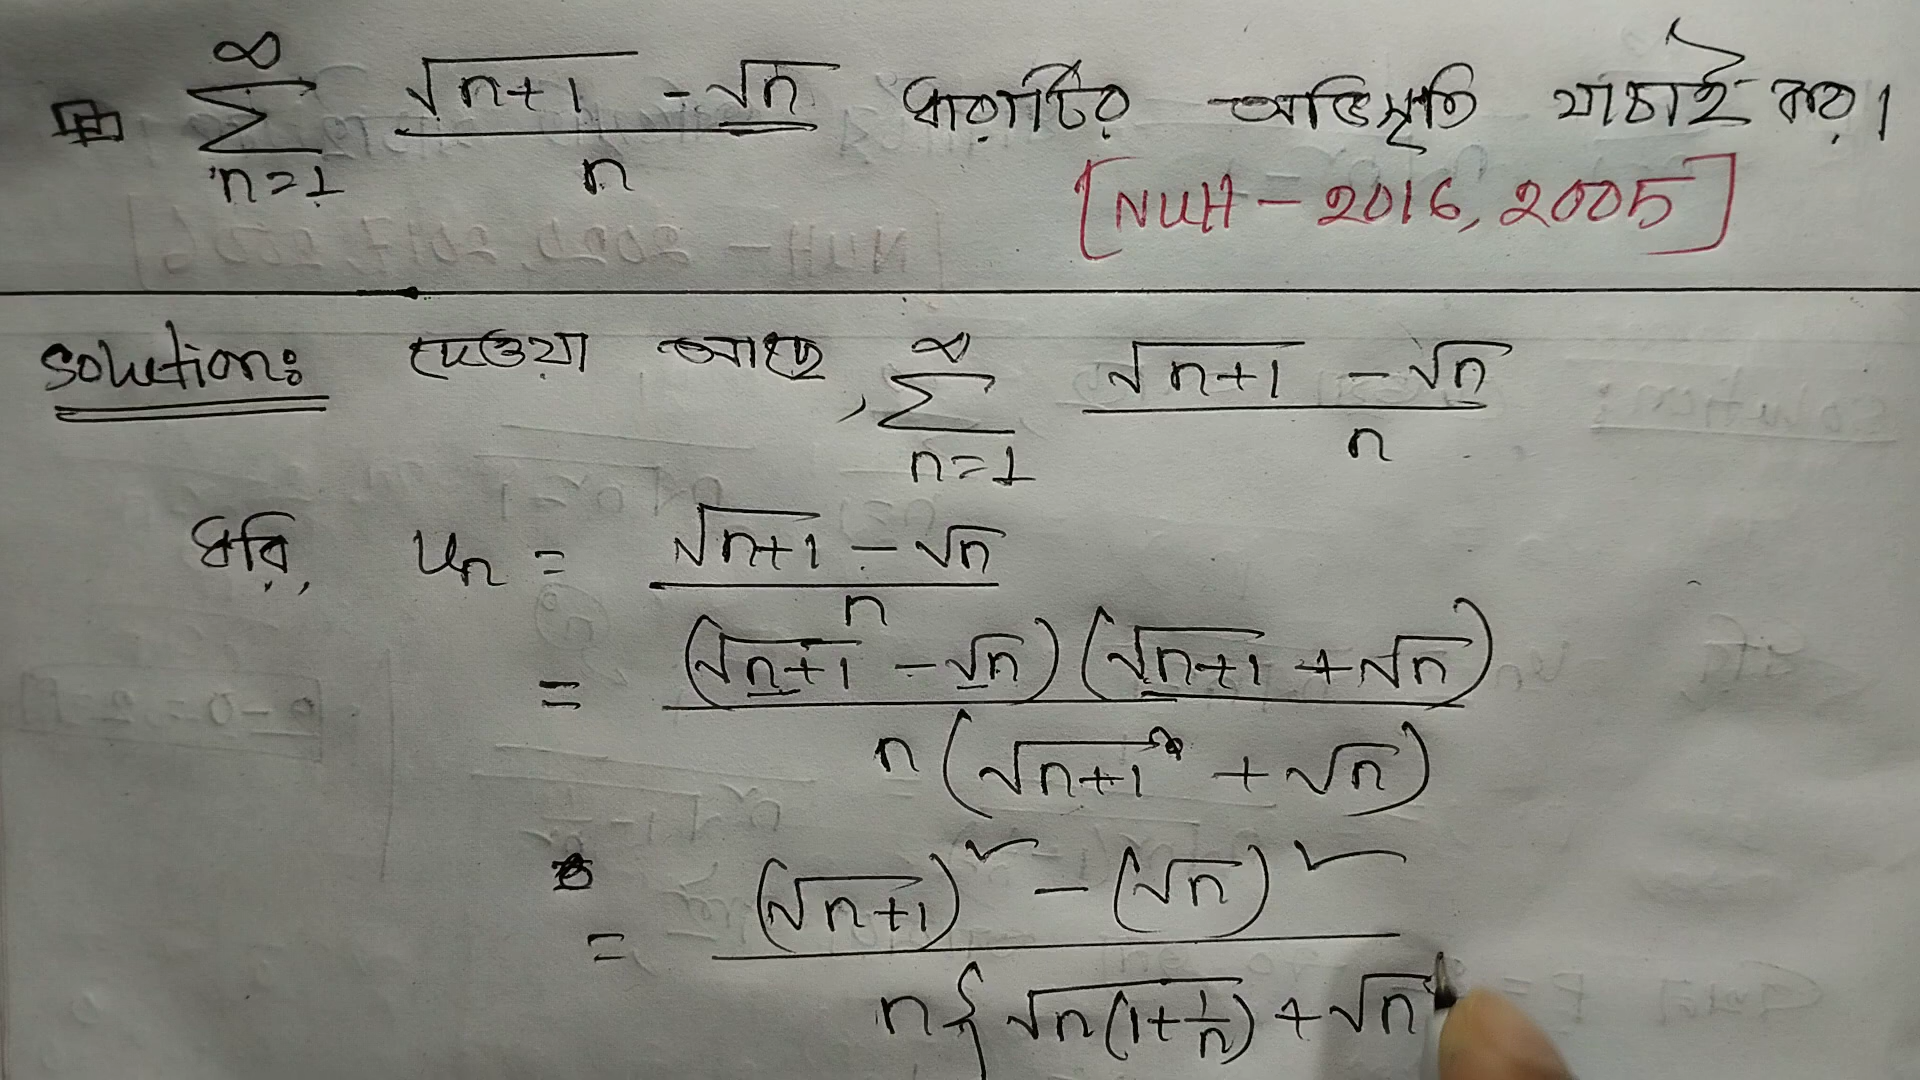 ∞
∑ (√(n+1) - √n)/n ধারাটির অভিসৃতি যাচাই কর।
n=1
[NUH - 2016, 2005]
Solution: দেওয়া আছে, ∑_{n=1}^{∞} (√(n+1) - √n)/n
ধরি, uₙ = (√(n+1) - √n)/n
= (√(n+1) - √n)(√(n+1) + √n) / n(√(n+1) + √n)
= ((√(n+1))² - (√n)²) / n{√(n(1+1/n)) + √n